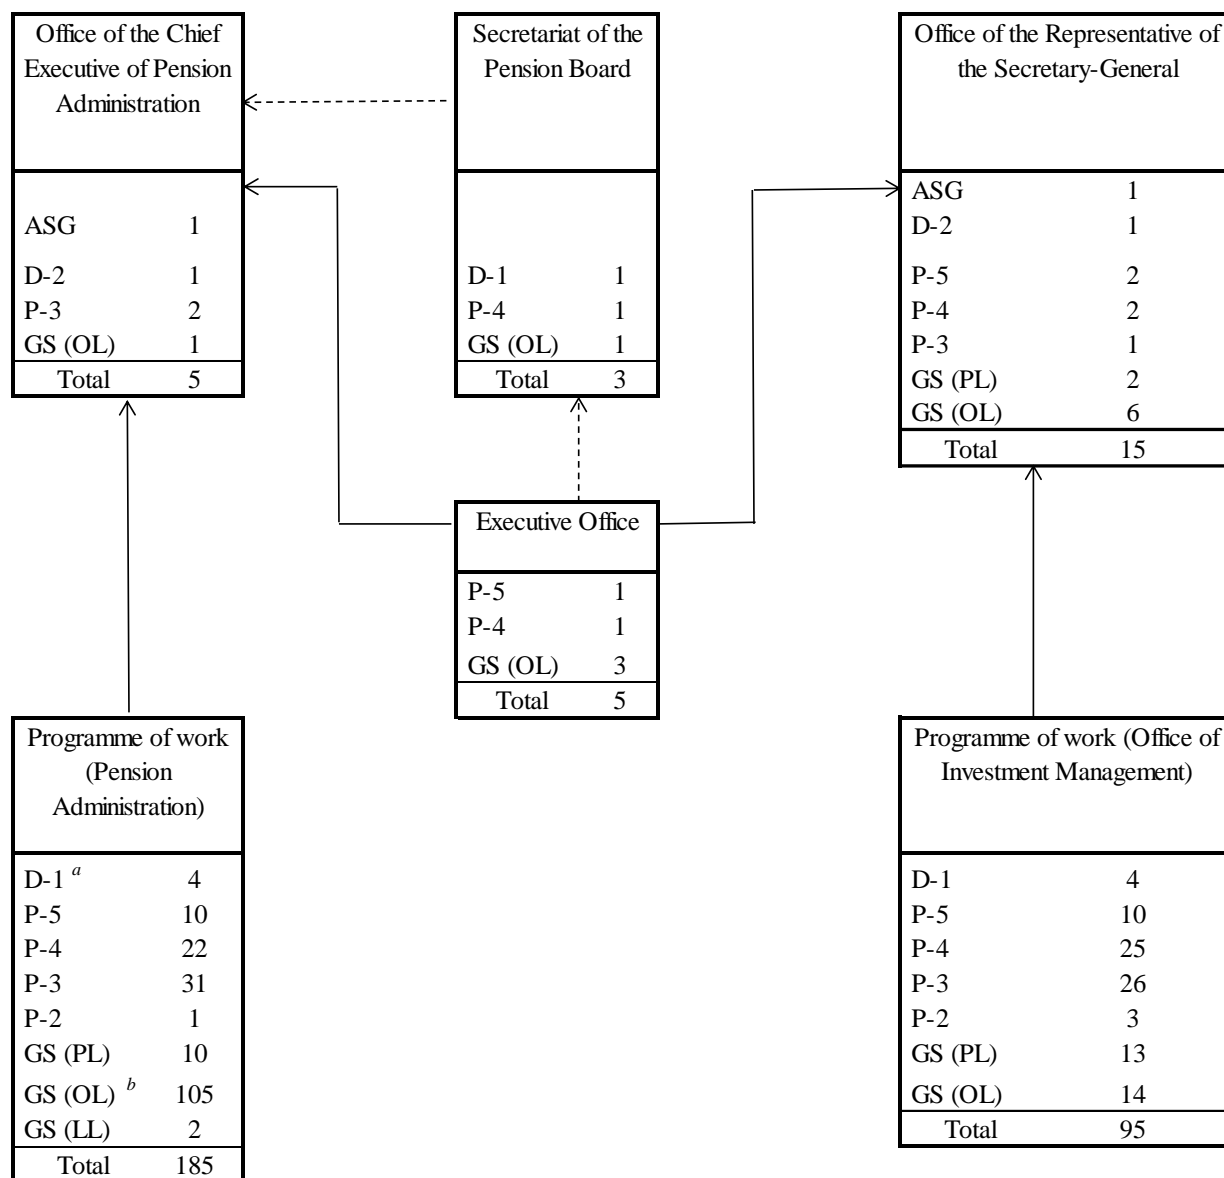 Office of the Chief
Executive of Pension
Administration
ASG 1
D-2 1
P-3 2
GS (OL) 1
Total 5
Secretariat of the
Pension Board
D-1 1
P-4 1
GS (OL) 1
Total 3
Office of the Representative of
the Secretary-General
ASG 1
D-2 1
P-5 2
P-4 2
P-3 1
GS (PL) 2
GS (OL) 6
Total 15
Executive Office
P-5 1
P-4 1
GS (OL) 3
Total 5
Programme of work
(Pension
Administration)
D-1 a 4
P-5 10
P-4 22
P-3 31
P-2 1
GS (PL) 10
GS (OL) b 105
GS (LL) 2
Total 185
Programme of work (Office of
Investment Management)
D-1 4
P-5 10
P-4 25
P-3 26
P-2 3
GS (PL) 13
GS (OL) 14
Total 95